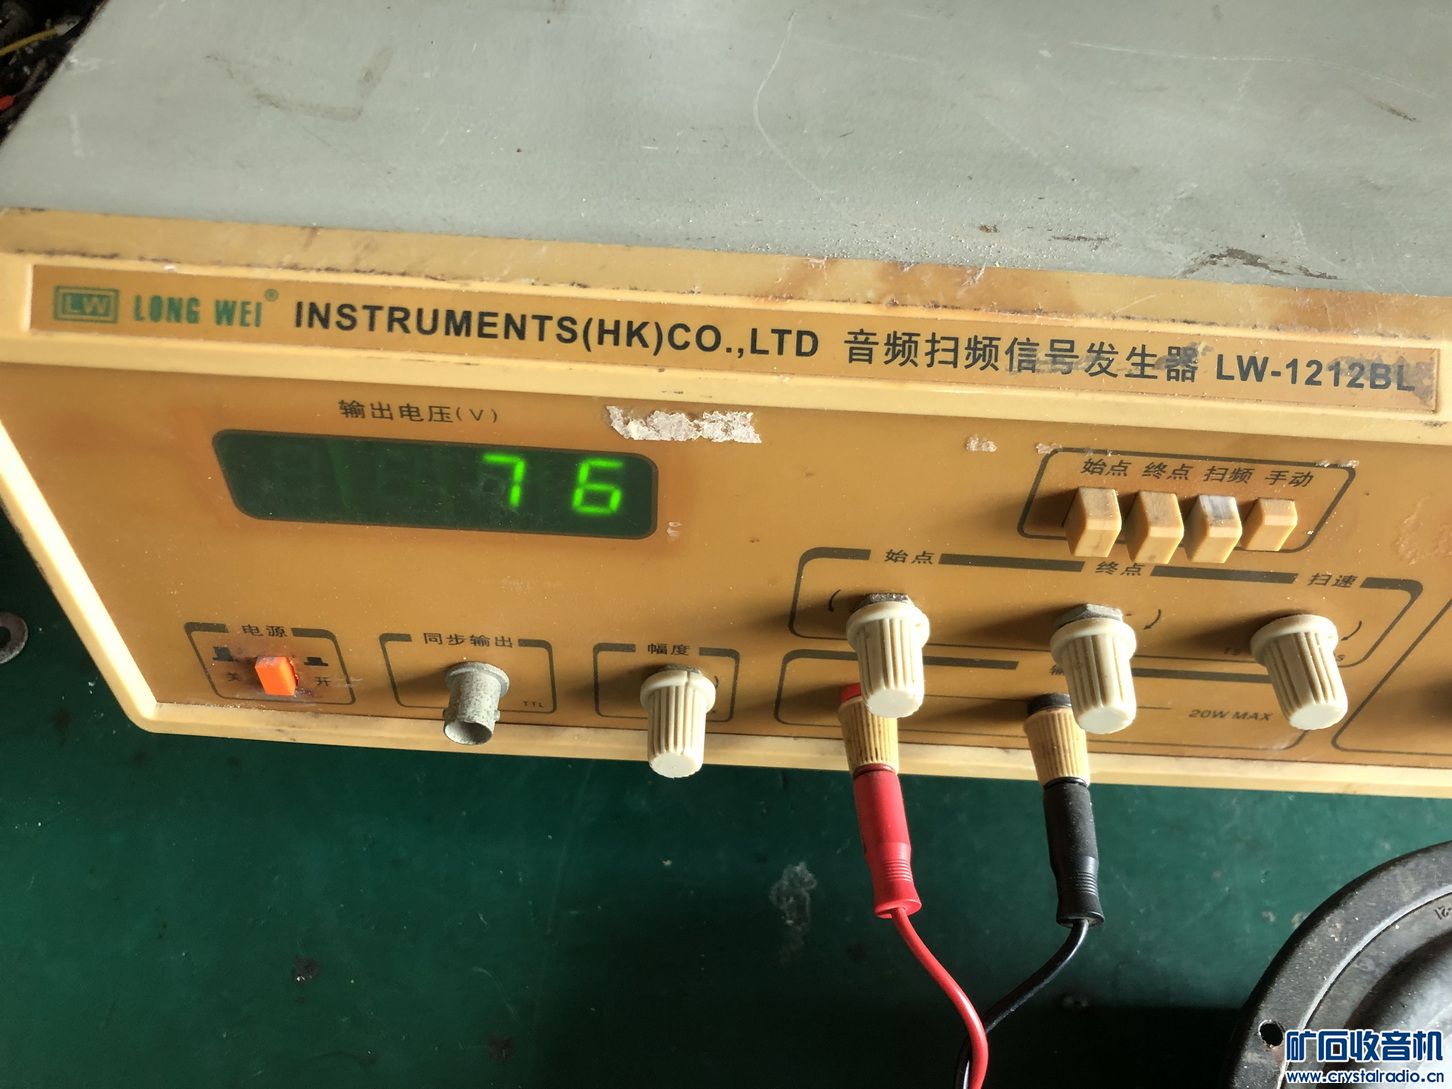 LW LONG WEI® INSTRUMENTS(HK)CO.,LTD 音频扫频信号发生器 LW-1212BL
输出电压(V)
76
始点 终点 扫频 手动
始点 终点 扫速
电源
关 开
同步输出
TTL
幅度
20W MAX
矿石收音机
www.crystalradio.cn